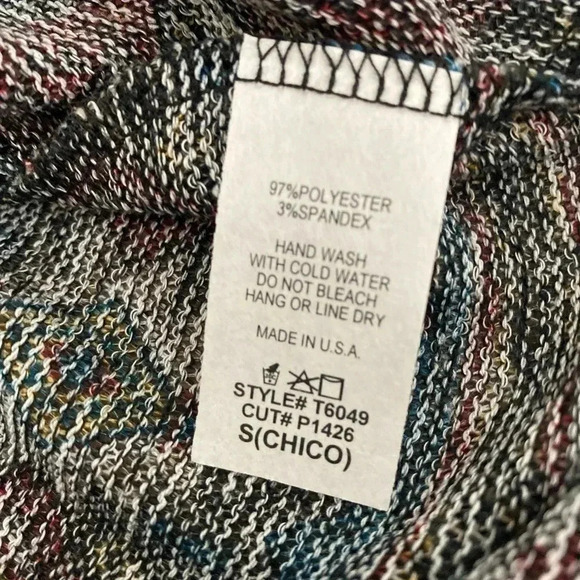 97%POLYESTER
3%SPANDEX
HAND WASH
WITH COLD WATER
DO NOT BLEACH
HANG OR LINE DRY
MADE IN U.S.A.
STYLE# T6049
CUT# P1426
S(CHICO)